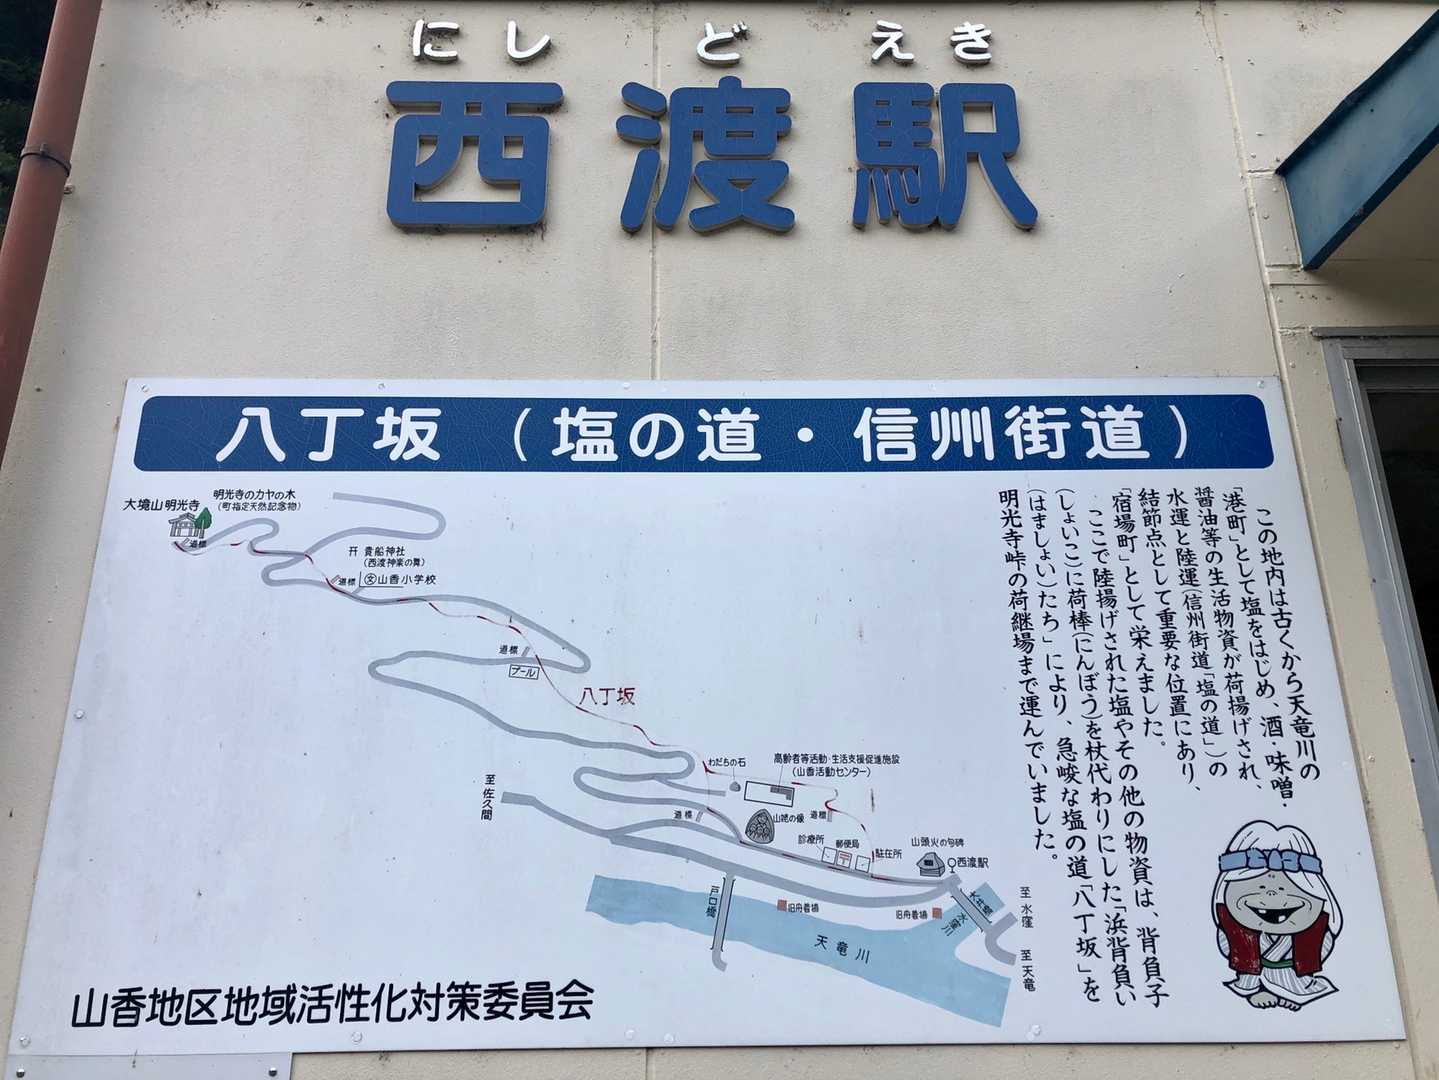 にしどえき
西渡駅
八丁坂（塩の道・信州街道）
この地内は古くから天竜川の
「港町」として塩をはじめ、酒・味噌・
醤油等の生活物資が荷揚げされ、
水運と陸運(信州街道「塩の道」)の
結節点として重要な位置にあり、
「宿場町」として栄えました。
ここで陸揚げされた塩やその他の物資は、背負子
(しょいこ)に荷棒(にんぼう)を杖代わりにした「浜背負い
(はましょい)たち」により、急峻な塩の道「八丁坂」を
明光寺峠の荷継場まで運んでいました。
大境山明光寺
明光寺のカヤの木
(町指定天然記念物)
道標
貴船神社
(西渡神楽の舞)
道標
文山香小学校
道標
プール
八丁坂
わだちの石
高齢者等活動・生活支援促進施設
(山香活動センター)
至佐久間
道標
山姥の像
道標
診療所
郵便局
駐在所
山頭火の句碑
西渡駅
戸口橋
旧舟着場
旧舟着場
水窪川
天竜川
至水窪
至天竜
山香地区地域活性化対策委員会